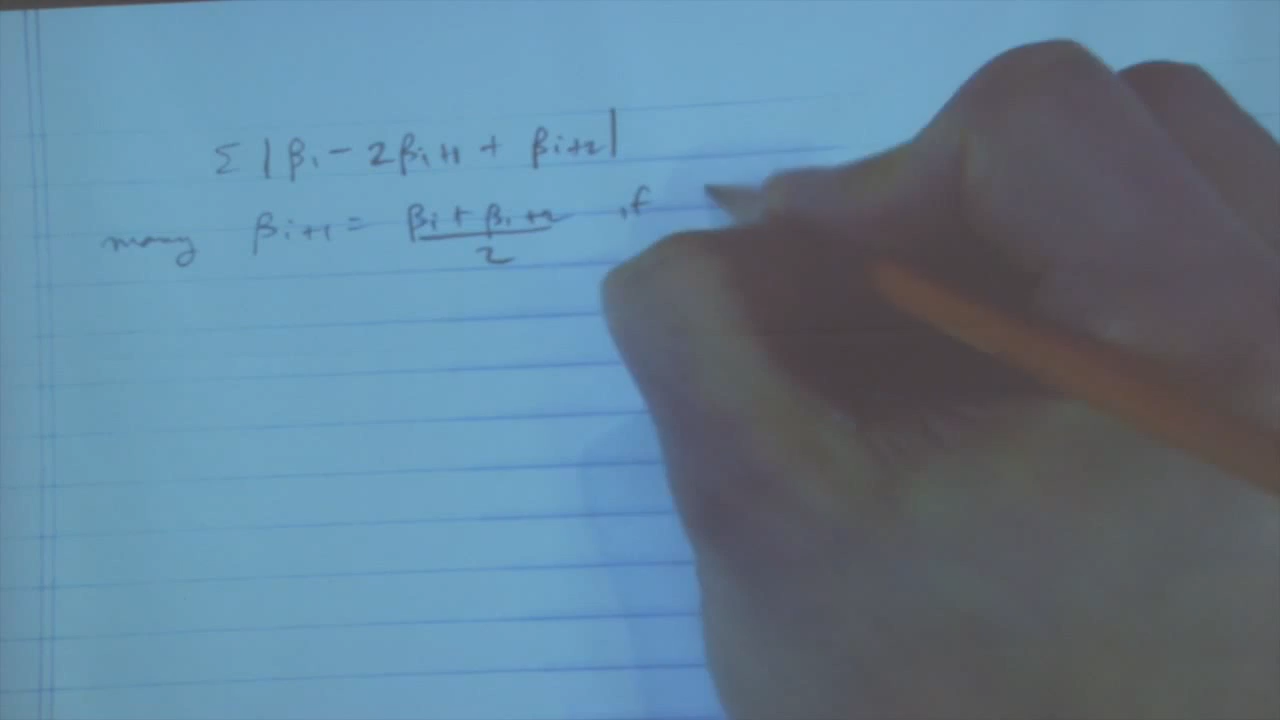 Σ |βi - 2βi+1 + βi+2|
many βi+1 = (βi + βi+2)/2 if